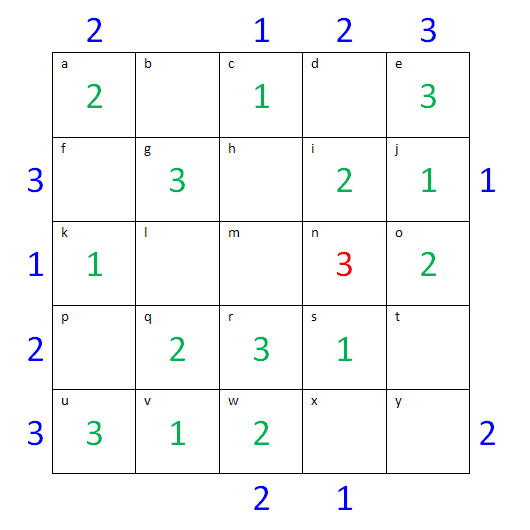 2 1 2 3
a b c d e
2 1 3
f g h i j
3 3 2 1 1
k l m n o
1 1 3 2
p q r s t
2 2 3 1
u v w x y
3 3 1 2 2
2 1